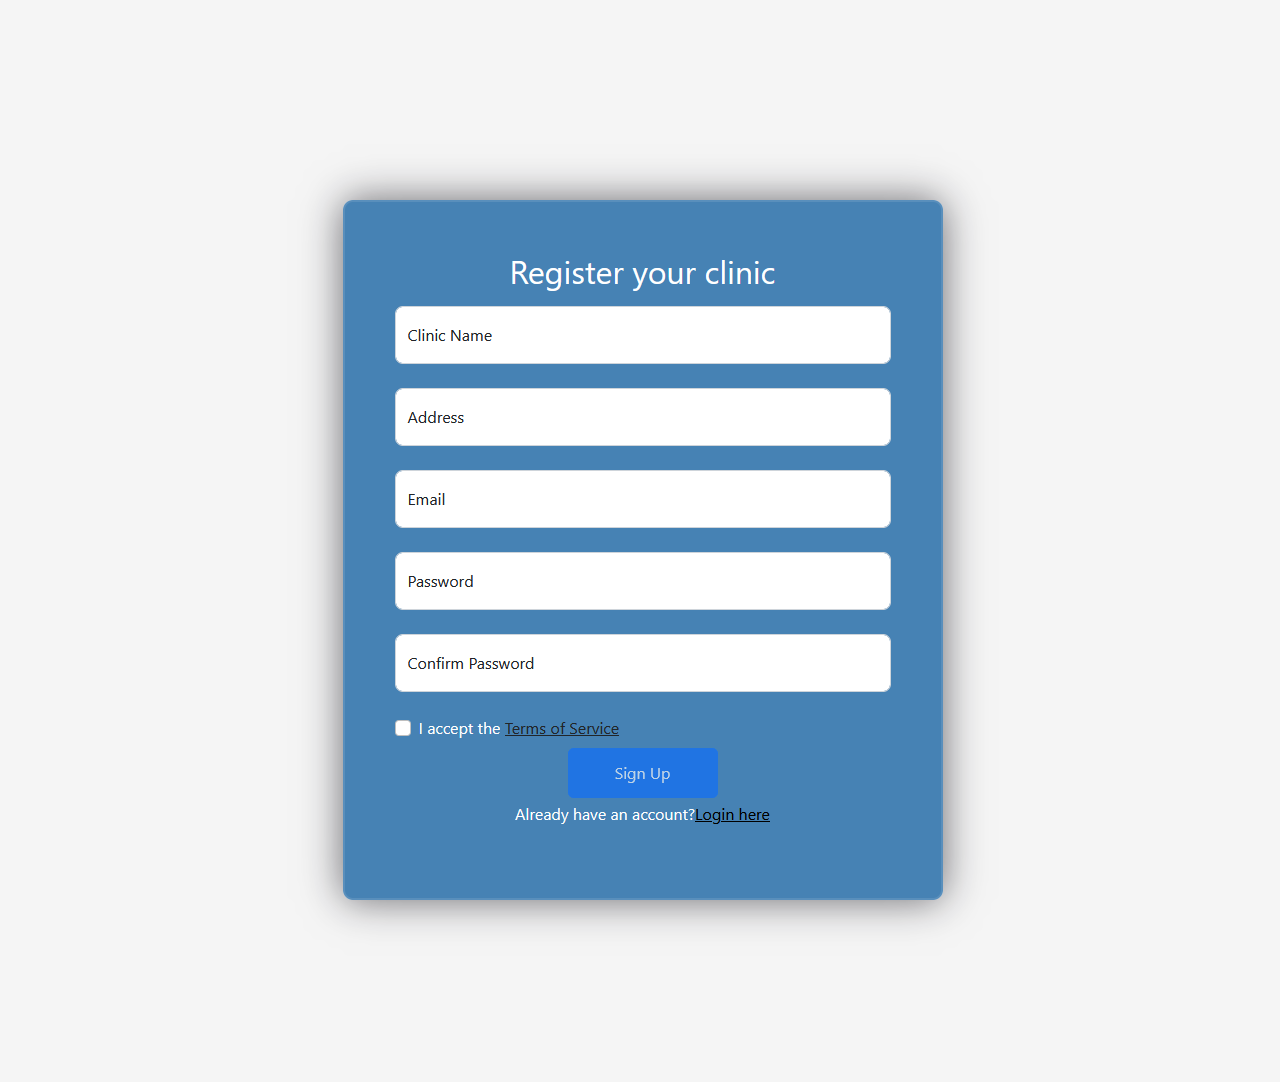 Register your clinic
Clinic Name
Address
Email
Password
Confirm Password
I accept the Terms of Service
Sign Up
Already have an account?Login here